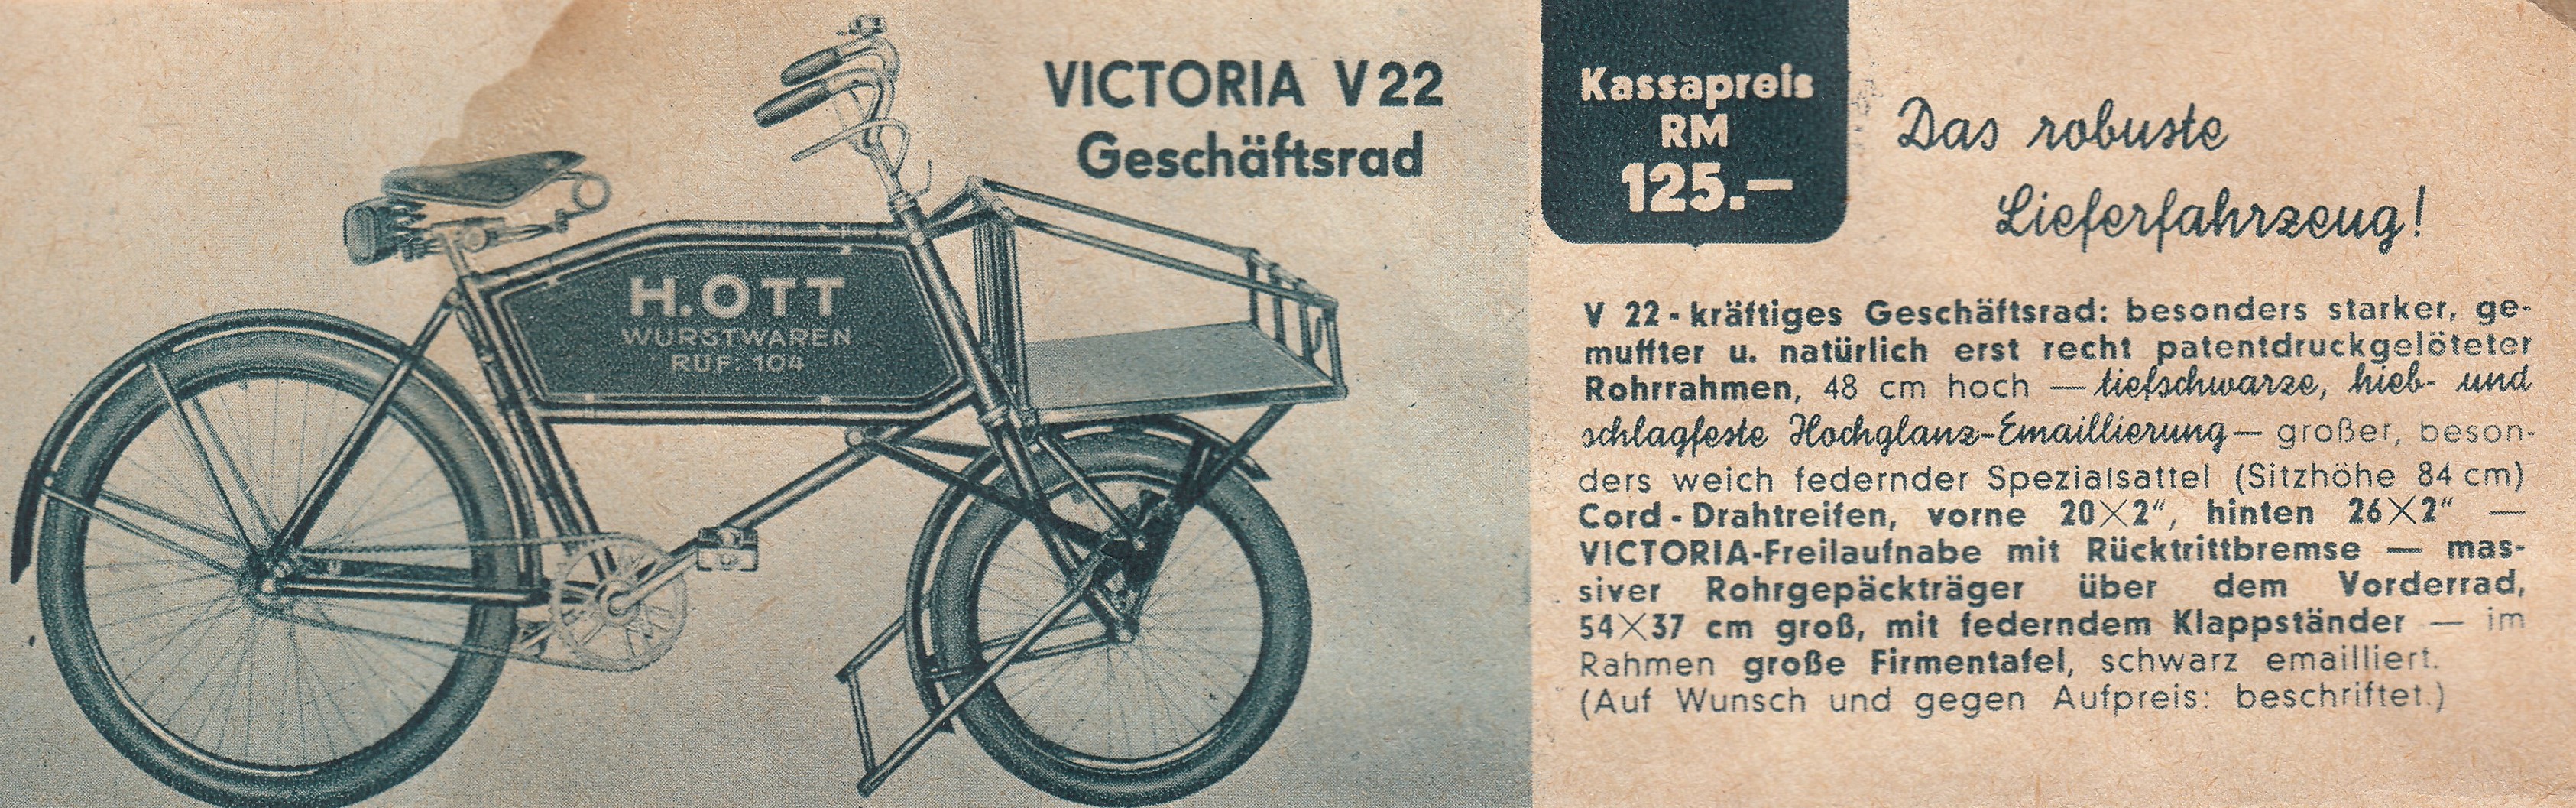 VICTORIA V 22
Geschäftsrad
H. OTT
WURSTWAREN
RUF: 104
Kassapreis
RM
125.—
Das robuste
Lieferfahrzeug!
V 22 - kräftiges Geschäftsrad: besonders starker, ge-
muffter u. natürlich erst recht patentdruckgelöteter
Rohrrahmen, 48 cm hoch — tiefschwarze, hieb- und
schlagfeste Hochglanz-Emaillierung — großer, beson-
ders weich federnder Spezialsattel (Sitzhöhe 84 cm)
Cord - Drahtreifen, vorne 20×2“, hinten 26×2“ —
VICTORIA-Freilaufnabe mit Rücktrittbremse — mas-
siver Rohrgepäckträger über dem Vorderrad,
54×37 cm groß, mit federndem Klappständer — im
Rahmen große Firmentafel, schwarz emailliert.
(Auf Wunsch und gegen Aufpreis: beschriftet.)